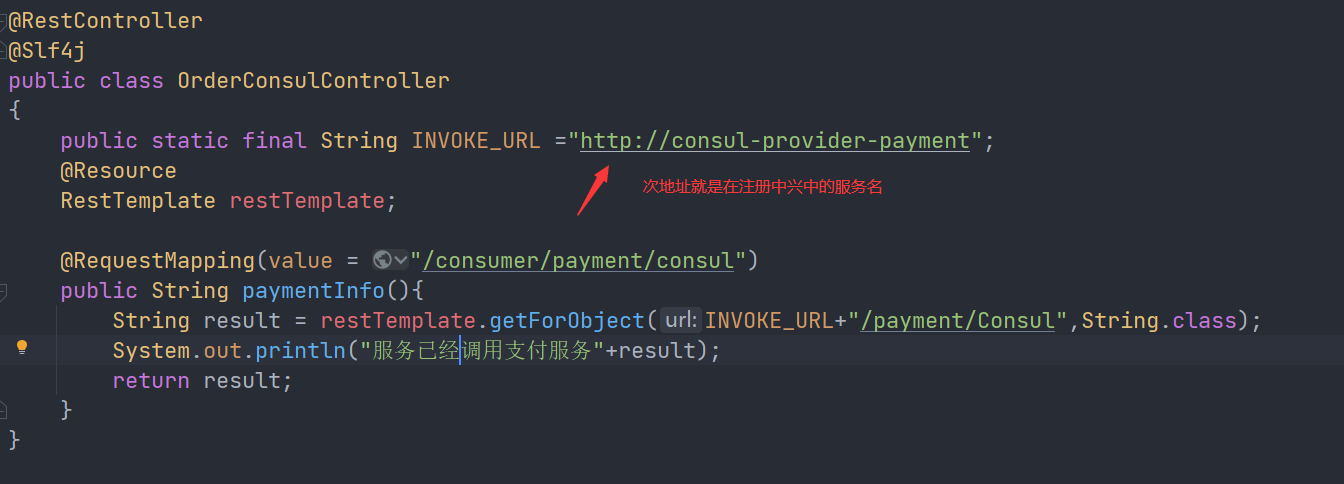 @RestController
@Slf4j
public class OrderConsulController
{
public static final String INVOKE_URL ="http://consul-provider-payment";
@Resource
次地址就是在注册中兴中的服务名
RestTemplate restTemplate;
@RequestMapping(value = "/consumer/payment/consul")
public String paymentInfo(){
String result = restTemplate.getForObject( url: INVOKE_URL+"/payment/Consul",String.class);
System.out.println("服务已经调用支付服务"+result);
return result;
}
}